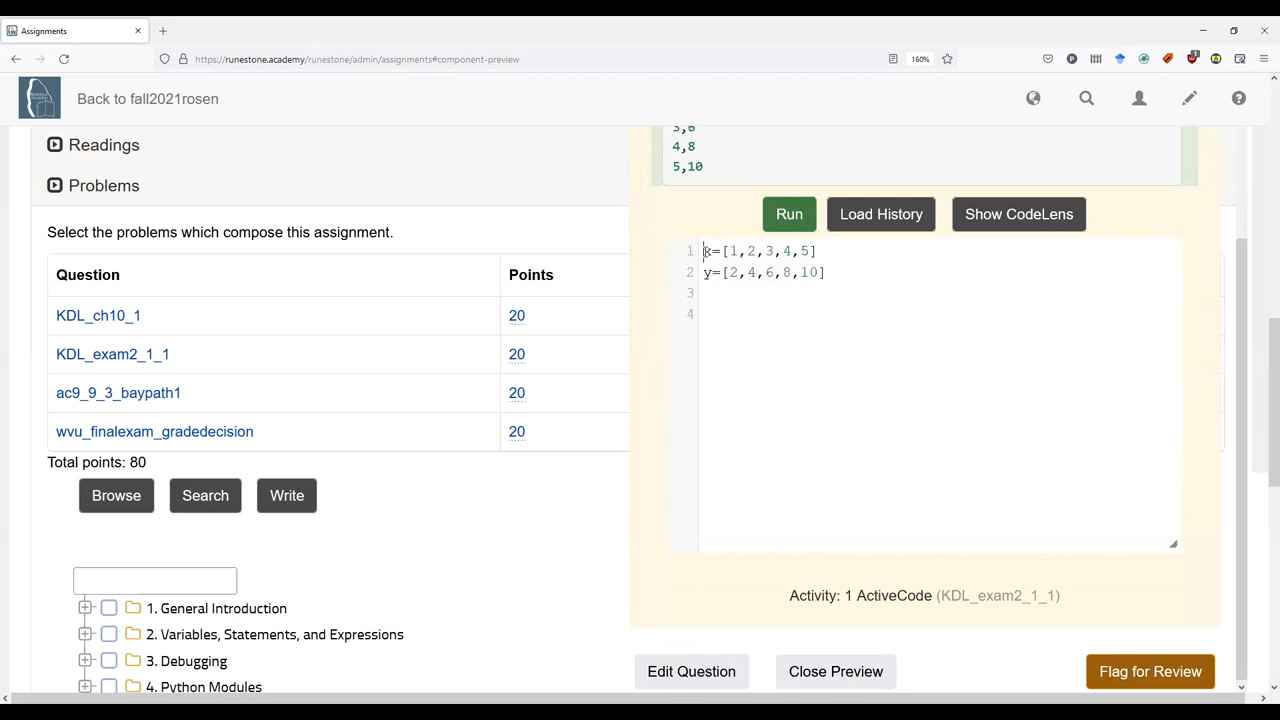 Assignments
https://runestone.academy/runestone/admin/assignments#component-preview
160%
Back to fall2021rosen
Readings
Problems
3,6
4,8
5,10
Run
Load History
Show CodeLens
Select the problems which compose this assignment.
Question
Points
KDL_ch10_1
20
KDL_exam2_1_1
20
ac9_9_3_baypath1
20
wvu_finalexam_gradedecision
20
Total points: 80
Browse
Search
Write
1 x=[1,2,3,4,5]
2 y=[2,4,6,8,10]
3
4
1. General Introduction
2. Variables, Statements, and Expressions
3. Debugging
4. Python Modules
Activity: 1 ActiveCode (KDL_exam2_1_1)
Edit Question
Close Preview
Flag for Review